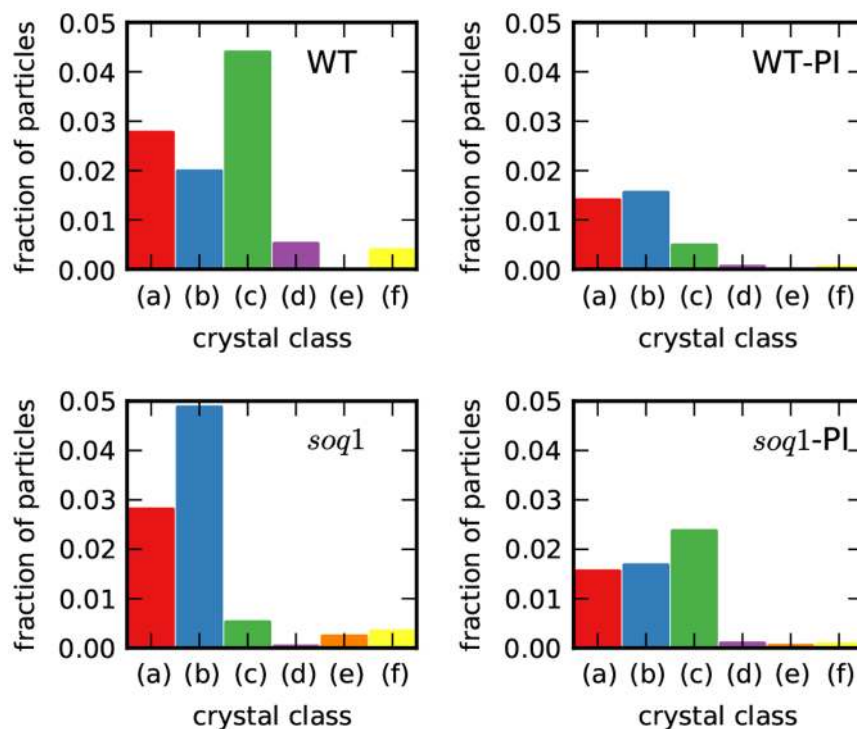 WT
fraction of particles
0.05
0.04
0.03
0.02
0.01
0.00
(a) (b) (c) (d) (e) (f)
crystal class
WT-PI
fraction of particles
0.05
0.04
0.03
0.02
0.01
0.00
(a) (b) (c) (d) (e) (f)
crystal class
soq1
fraction of particles
0.05
0.04
0.03
0.02
0.01
0.00
(a) (b) (c) (d) (e) (f)
crystal class
soq1-PI
fraction of particles
0.05
0.04
0.03
0.02
0.01
0.00
(a) (b) (c) (d) (e) (f)
crystal class